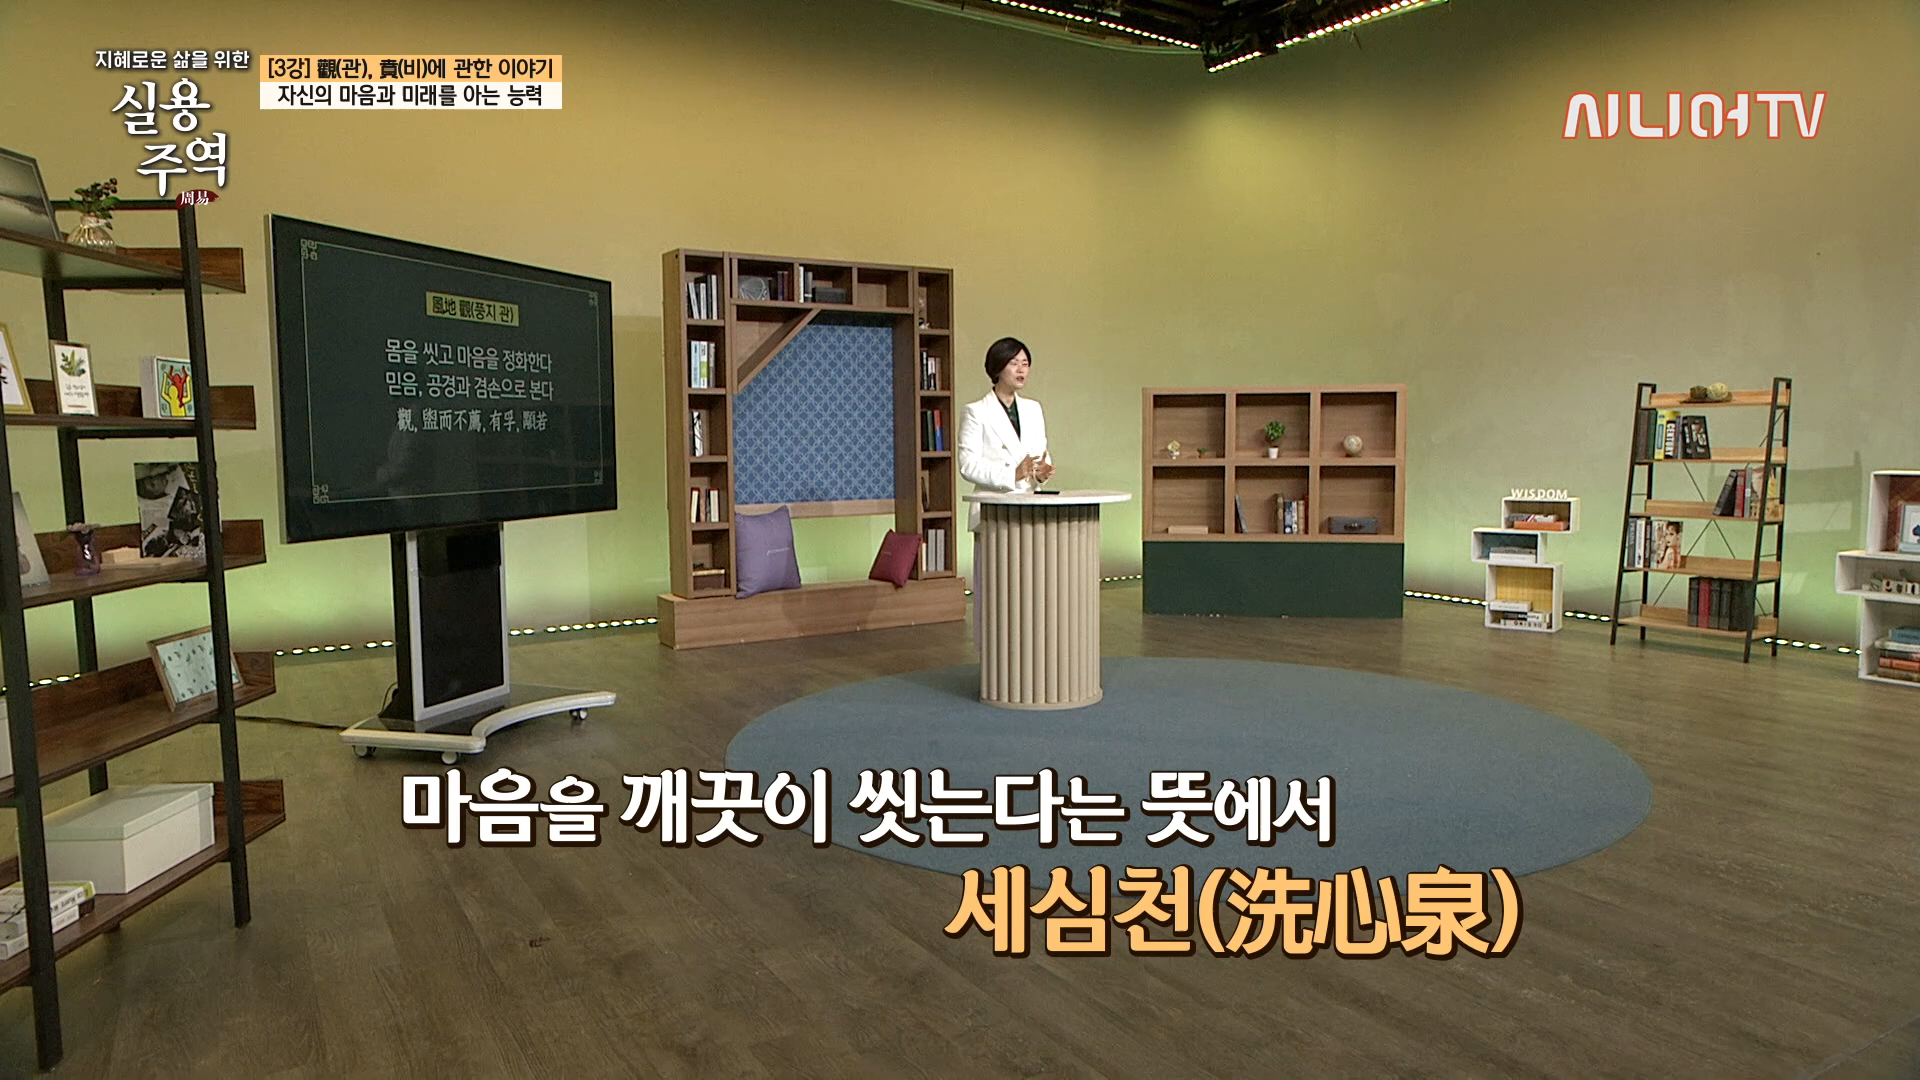 지혜로운 삶을 위한
실용
주역
周易
[3강] 觀(관), 賁(비)에 관한 이야기
자신의 마음과 미래를 아는 능력
시니어TV
風地 觀(풍지 관)
몸을 씻고 마음을 정화한다
믿음, 공경과 겸손으로 본다
觀, 盥而不薦, 有孚, 顒若
WISDOM
마음을 깨끗이 씻는다는 뜻에서
세심천(洗心泉)